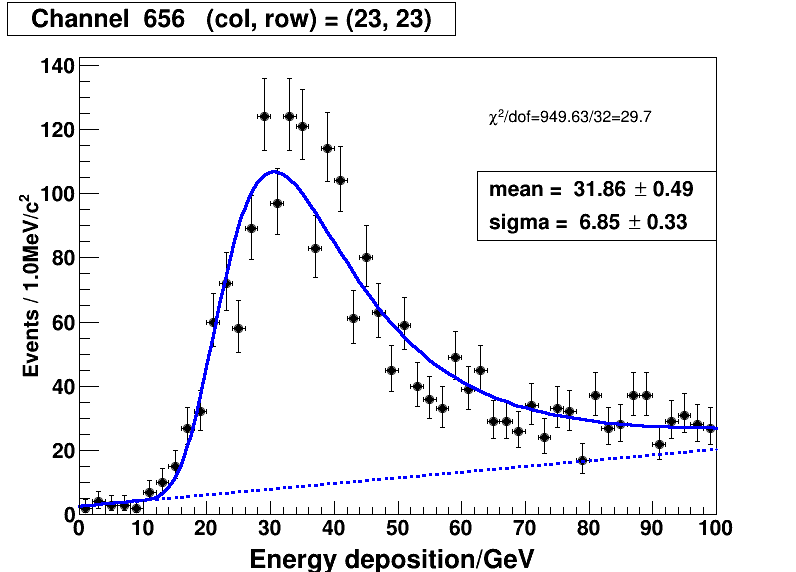 Channel 656 (col, row) = (23, 23)
χ²/dof=949.63/32=29.7
mean = 31.86 ± 0.49
sigma = 6.85 ± 0.33
Events / 1.0MeV/c²
140
120
100
80
60
40
20
0
0 10 20 30 40 50 60 70 80 90 100
Energy deposition/GeV